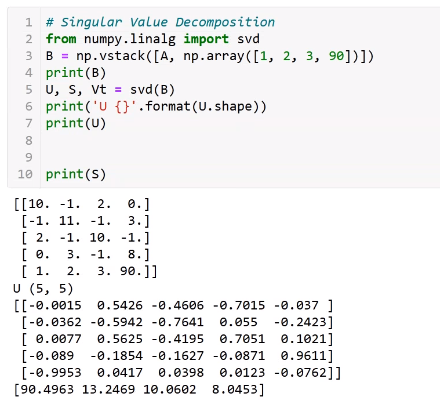 1 # Singular Value Decomposition
2 from numpy.linalg import svd
3 B = np.vstack([A, np.array([1, 2, 3, 90])])
4 print(B)
5 U, S, Vt = svd(B)
6 print('U {}'.format(U.shape))
7 print(U)
8
9
10 print(S)
[[10. -1. 2. 0.]
[-1. 11. -1. 3.]
[ 2. -1. 10. -1.]
[ 0. 3. -1. 8.]
[ 1. 2. 3. 90.]]
U (5, 5)
[[-0.0015 0.5426 -0.4606 -0.7015 -0.037 ]
[-0.0362 -0.5942 -0.7641 0.055 -0.2423]
[ 0.0077 0.5625 -0.4195 0.7051 0.1021]
[-0.089 -0.1854 -0.1627 -0.0871 0.9611]
[-0.9953 0.0417 0.0398 0.0123 -0.0762]]
[90.4963 13.2469 10.0602 8.0453]